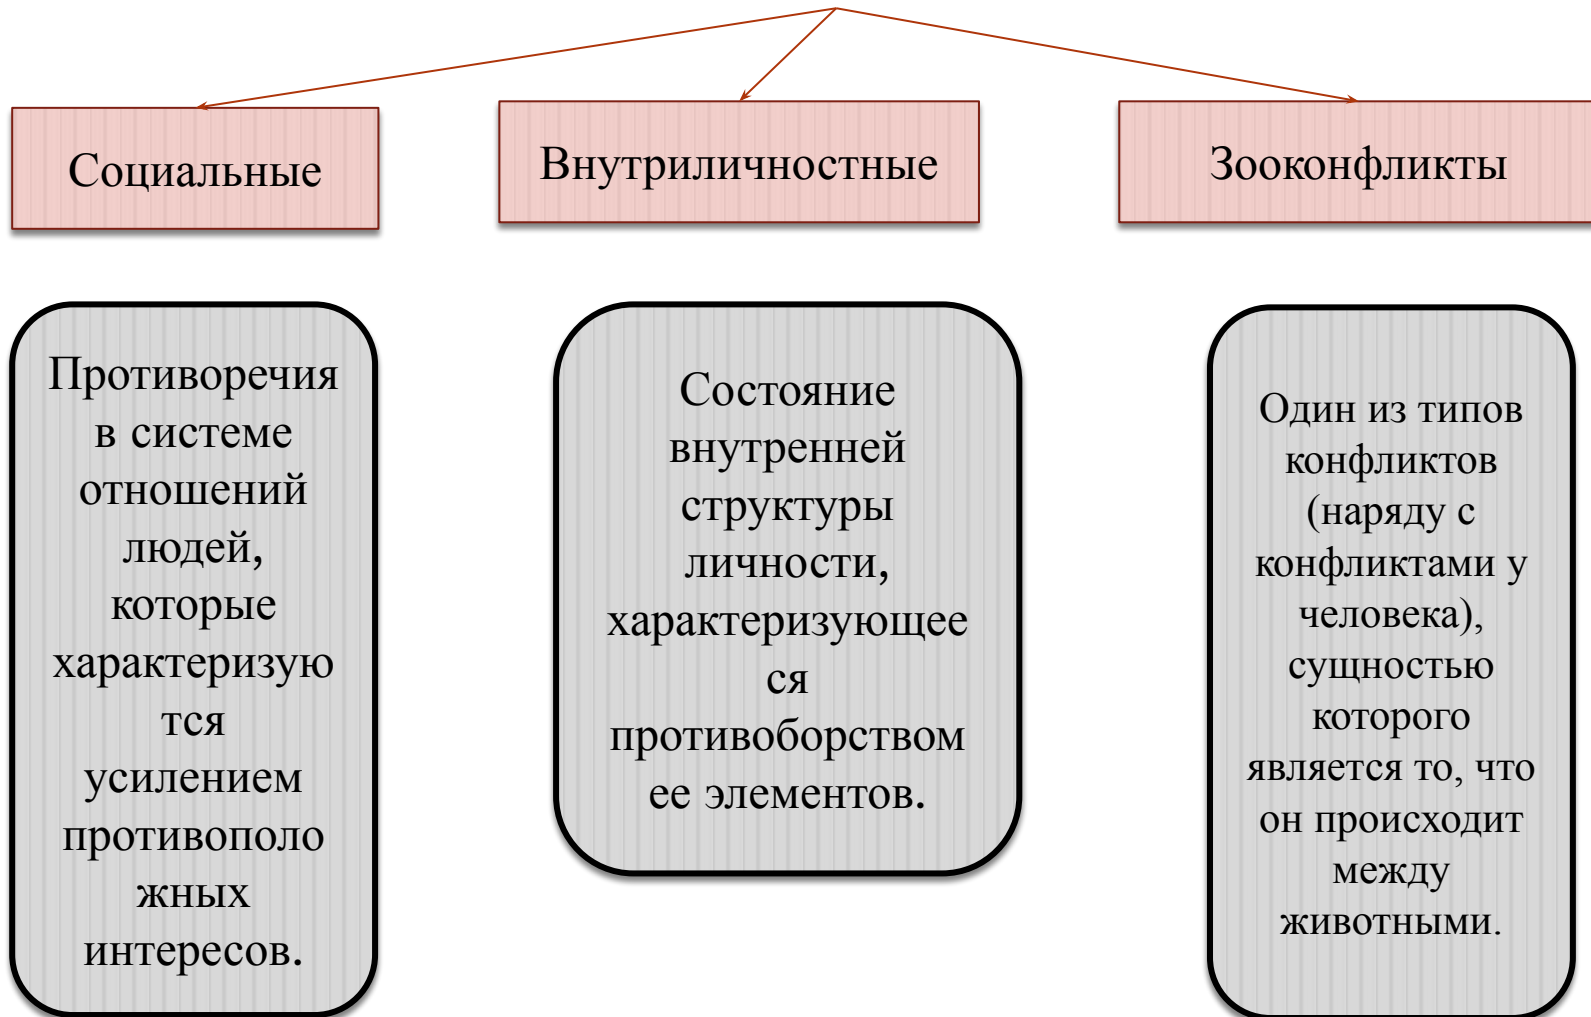 Социальные
Внутриличностные
Зооконфликты
Противоречия
в системе
отношений
людей,
которые
характеризую
тся
усилением
противополо
жных
интересов.
Состояние
внутренней
структуры
личности,
характеризующее
ся
противоборством
ее элементов.
Один из типов
конфликтов
(наряду с
конфликтами у
человека),
сущностью
которого
является то, что
он происходит
между
животными.